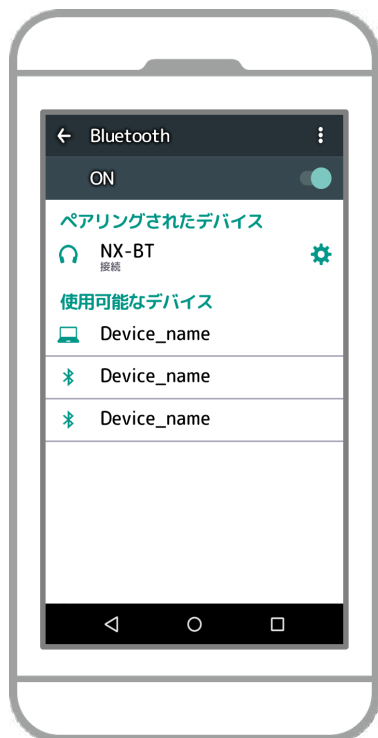 Bluetooth
ON
ペアリングされたデバイス
NX-BT
接続
使用可能なデバイス
Device_name
Device_name
Device_name